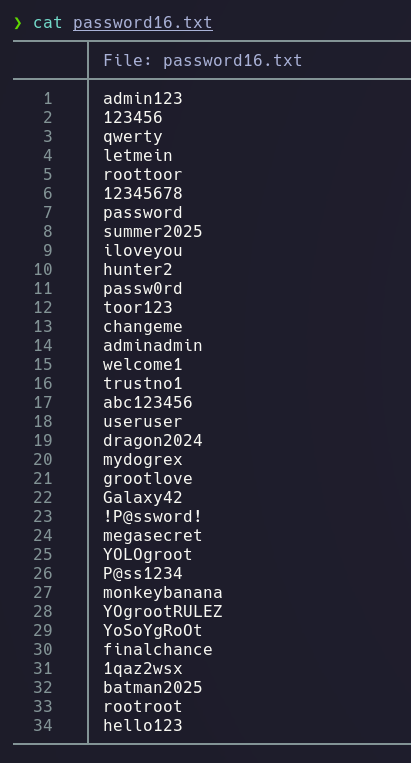 ❯ cat password16.txt
File: password16.txt
1 admin123
2 123456
3 qwerty
4 letmein
5 roottoor
6 12345678
7 password
8 summer2025
9 iloveyou
10 hunter2
11 passw0rd
12 toor123
13 changeme
14 adminadmin
15 welcome1
16 trustno1
17 abc123456
18 useruser
19 dragon2024
20 mydogrex
21 grootlove
22 Galaxy42
23 !P@ssword!
24 megasecret
25 YOLOgroot
26 P@ss1234
27 monkeybanana
28 YOgrootRULEZ
29 YoSoYgRoOt
30 finalchance
31 1qaz2wsx
32 batman2025
33 rootroot
34 hello123